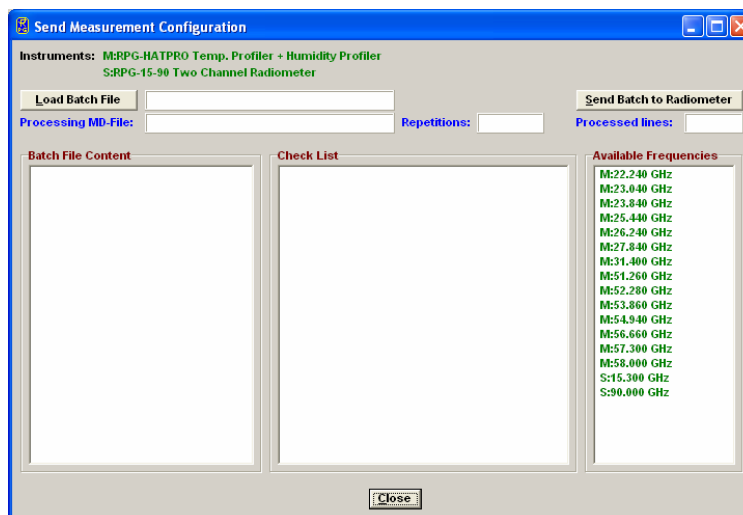 Send Measurement Configuration
Instruments: M:RPG-HATPRO Temp. Profiler + Humidity Profiler
S:RPG-15-90 Two Channel Radiometer
Load Batch File
Send Batch to Radiometer
Processing MD-File:
Repetitions:
Processed lines:
Batch File Content
Check List
Available Frequencies
M:22.240 GHz
M:23.040 GHz
M:23.840 GHz
M:25.440 GHz
M:26.240 GHz
M:27.840 GHz
M:31.400 GHz
M:51.260 GHz
M:52.280 GHz
M:53.860 GHz
M:54.940 GHz
M:56.660 GHz
M:57.300 GHz
M:58.000 GHz
S:15.300 GHz
S:90.000 GHz
Close